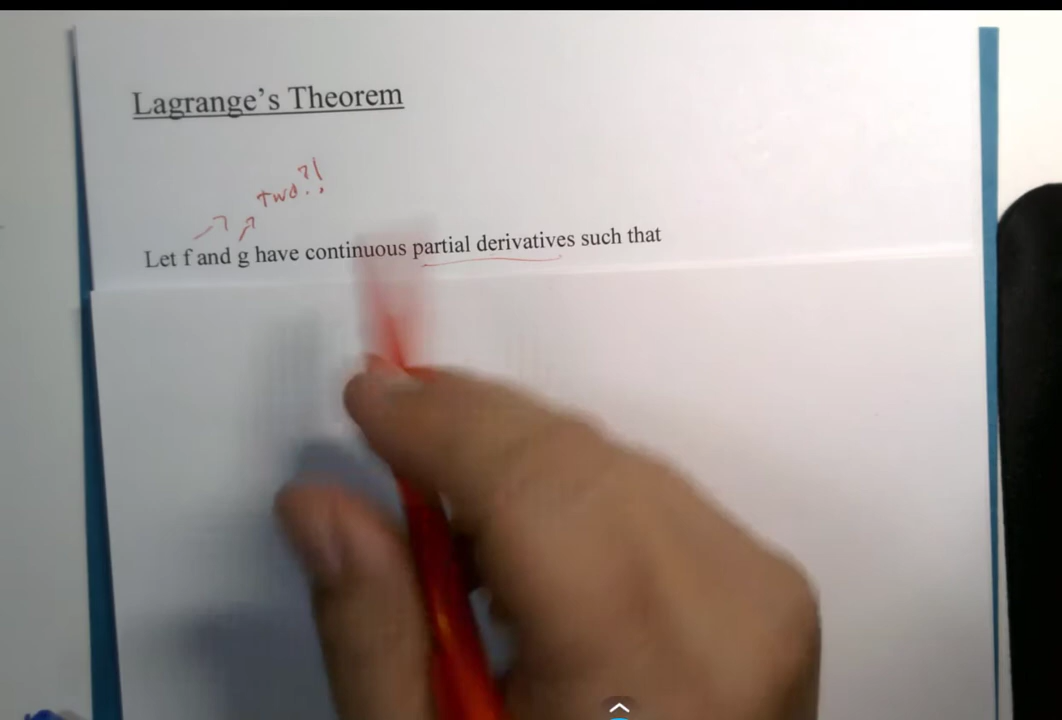 Lagrange's Theorem
two?!
Let f and g have continuous partial derivatives such that